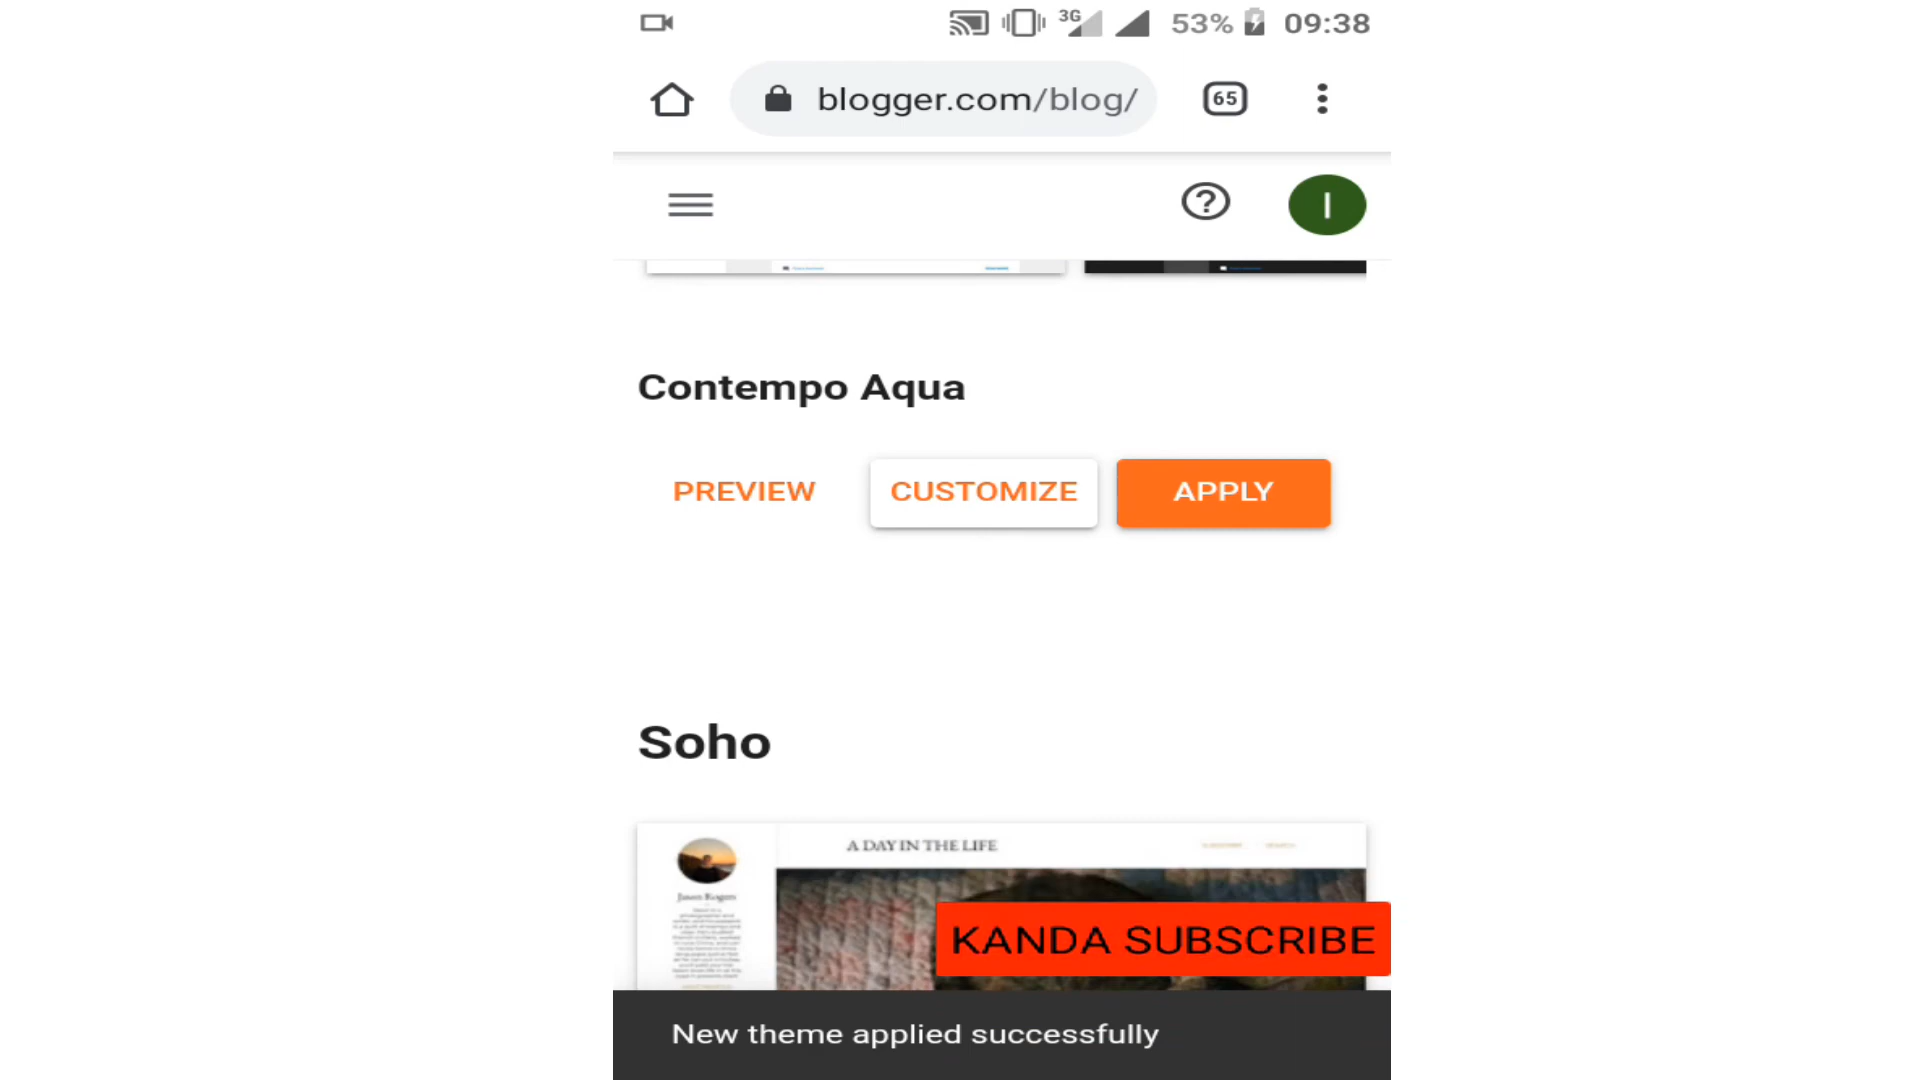 3G 53% 09:38
blogger.com/blog/ 65
? I
Contempo Aqua
PREVIEW CUSTOMIZE APPLY
Soho
A DAY IN THE LIFE
KANDA SUBSCRIBE
New theme applied successfully